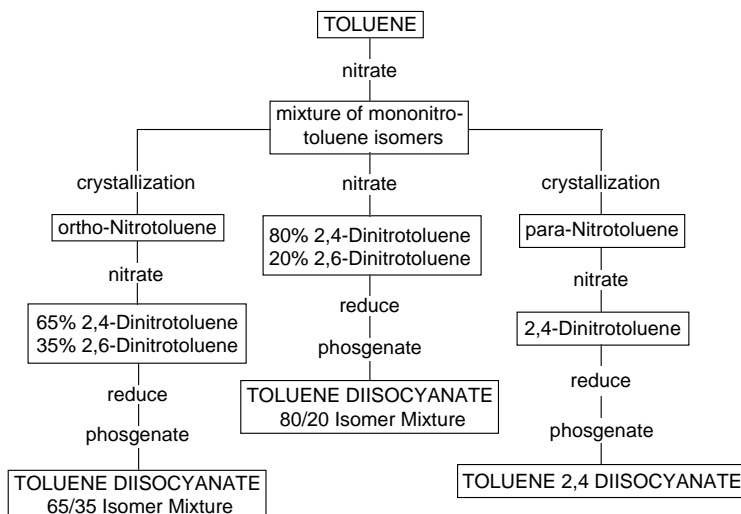 TOLUENE
nitrate
mixture of mononitro-
toluene isomers
crystallization
nitrate
crystallization
ortho-Nitrotoluene
80% 2,4-Dinitrotoluene
20% 2,6-Dinitrotoluene
para-Nitrotoluene
nitrate
nitrate
reduce
65% 2,4-Dinitrotoluene
35% 2,6-Dinitrotoluene
2,4-Dinitrotoluene
phosgenate
reduce
reduce
TOLUENE DIISOCYANATE
80/20 Isomer Mixture
phosgenate
phosgenate
TOLUENE DIISOCYANATE
65/35 Isomer Mixture
TOLUENE 2,4 DIISOCYANATE